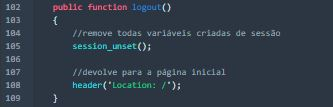 102 public function logout()
103 {
104 //remove todas variáveis criadas de sessão
105 session_unset();
106
107 //devolve para a página inicial
108 header('Location: /');
109 }